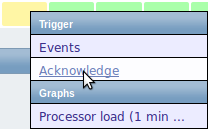 Trigger
Events
Acknowledge
Graphs
Processor load (1 min ...